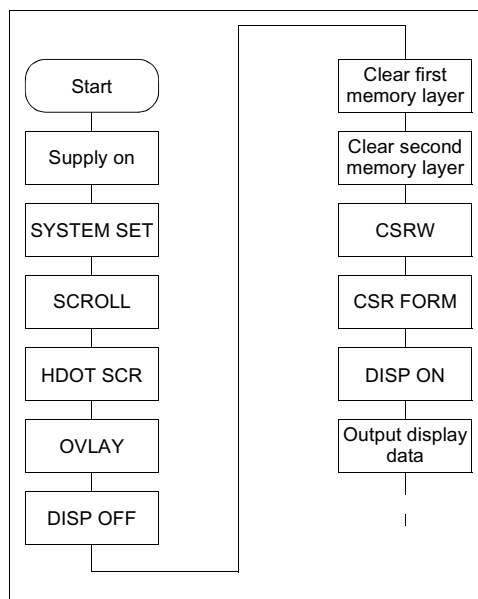 Start
Supply on
SYSTEM SET
SCROLL
HDOT SCR
OVLAY
DISP OFF
Clear first
memory layer
Clear second
memory layer
CSRW
CSR FORM
DISP ON
Output display
data